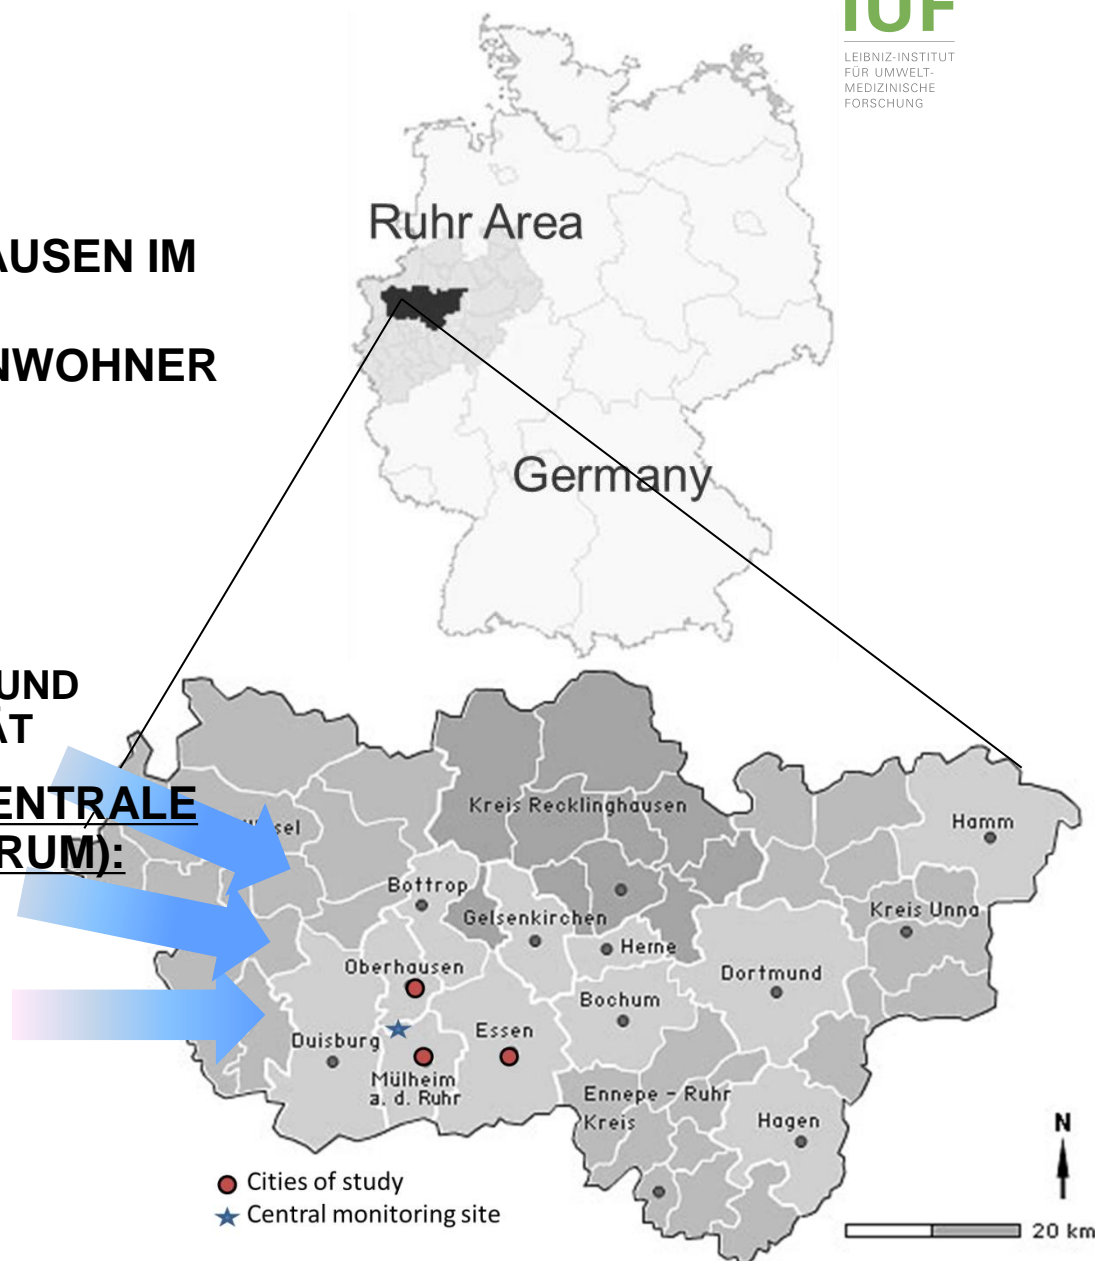 IUF
LEIBNIZ-INSTITUT
FÜR UMWELT-
MEDIZINISCHE
FORSCHUNG
Ruhr Area
AUSEN IM
NWOHNER
Germany
UND
ÄT
ENTRALE
RUM):
Kreis Recklinghausen
Hamm
sel
Bottrop
Gelsenkirchen
Kreis Unna
Herne
Oberhausen
Dortmund
Bochum
Essen
Duisburg
Mülheim
a. d. Ruhr
Ennepe - Ruhr
Kreis
Hagen
N
Cities of study
Central monitoring site
20 km